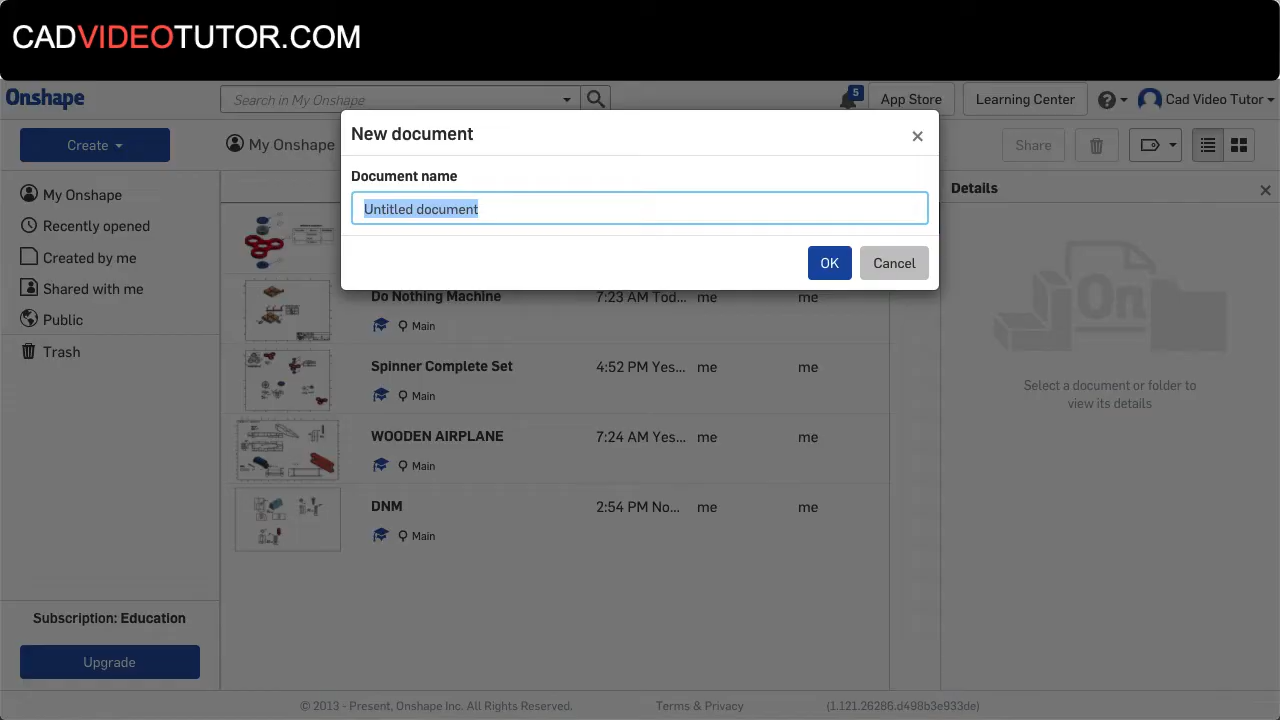 CADVIDEOTUTOR.COM
Onshape
Search in My Onshape
5
App Store
Learning Center
Cad Video Tutor
Create
My Onshape
Share
New document
×
Document name
Untitled document
OK
Cancel
My Onshape
Recently opened
Created by me
Shared with me
Public
Trash
Do Nothing Machine 7:23 AM Tod... me me
Main
Spinner Complete Set 4:52 PM Yes... me me
Main
WOODEN AIRPLANE 7:24 AM Yes... me me
Main
DNM 2:54 PM No... me me
Main
Details
On
Select a document or folder to
view its details
Subscription: Education
Upgrade
© 2013 - Present, Onshape Inc. All Rights Reserved. Terms & Privacy (1.121.26286.d498b3e933de)